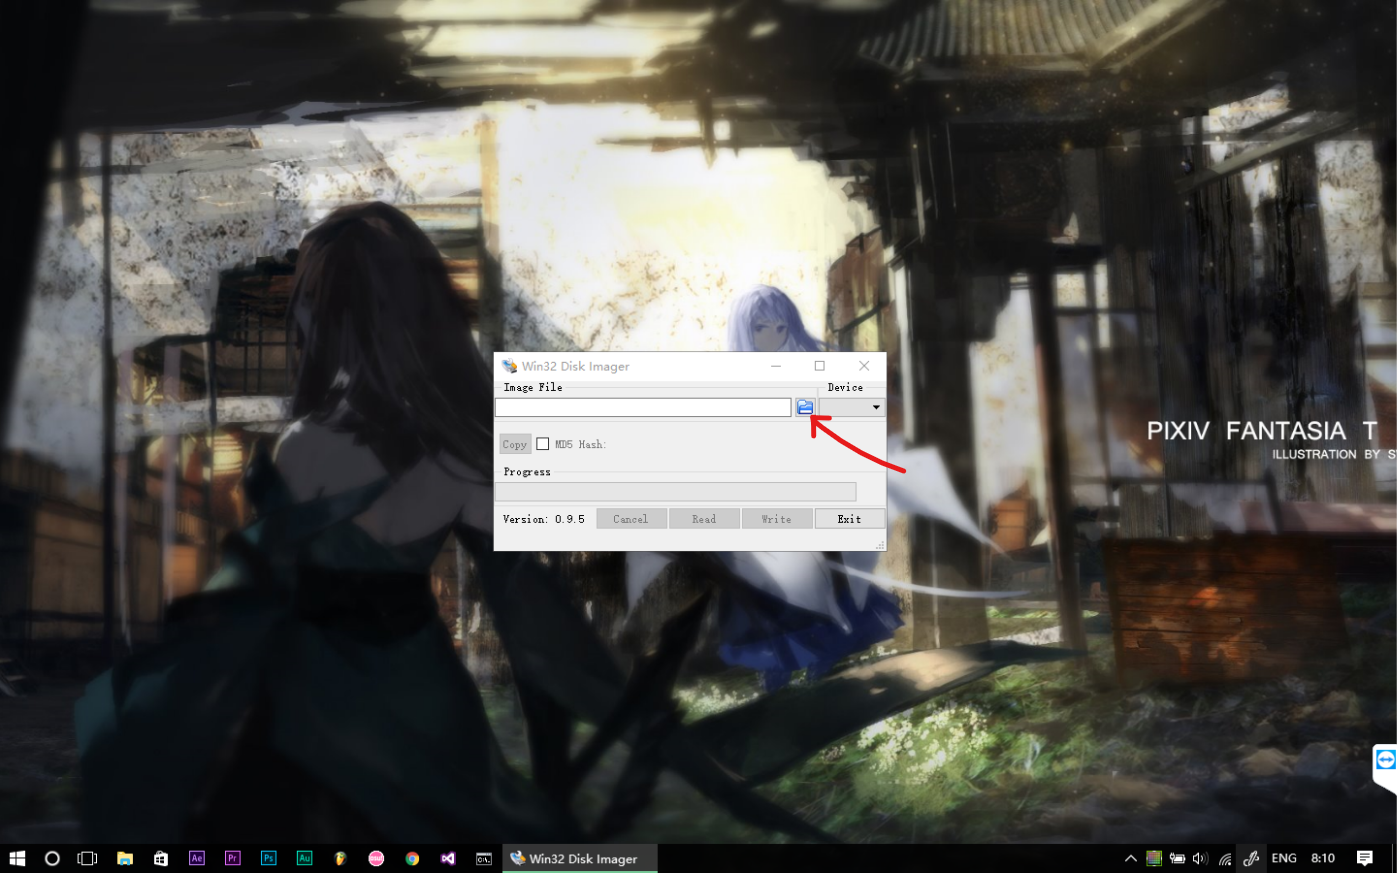 Win32 Disk Imager
Image File
Device
Copy
MD5 Hash:
Progress
Version: 0.9.5
Cancel
Read
Write
Exit
PIXIV FANTASIA T
ILLUSTRATION BY
Ae
Pr
Ps
Au
Win32 Disk Imager
ENG
8:10